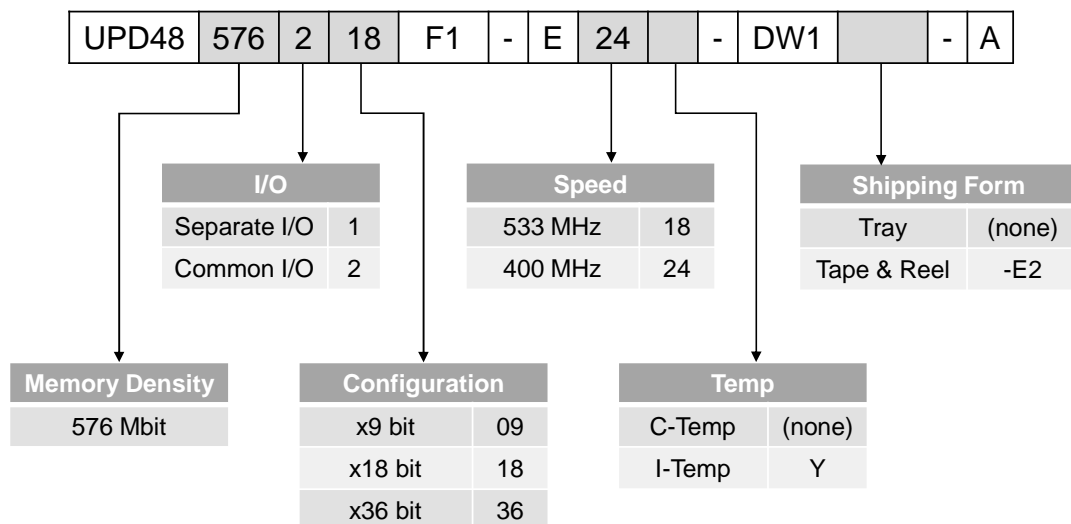 UPD48 576 2 18 F1 - E 24 - DW1 - A
I/O
Separate I/O 1
Common I/O 2
Speed
533 MHz 18
400 MHz 24
Shipping Form
Tray (none)
Tape & Reel -E2
Memory Density
576 Mbit
Configuration
x9 bit 09
x18 bit 18
x36 bit 36
Temp
C-Temp (none)
I-Temp Y